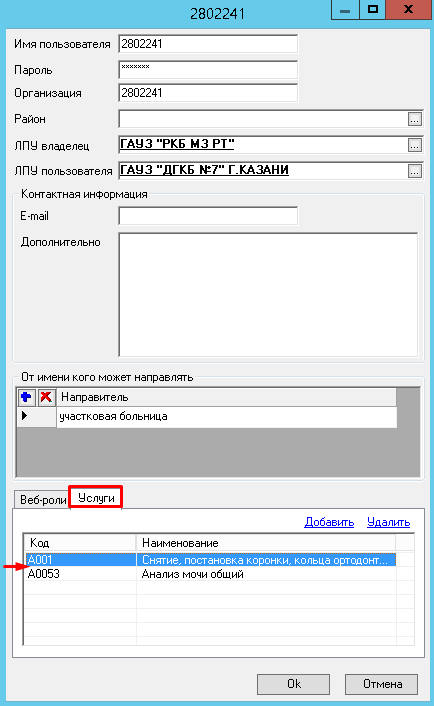 2802241
Имя пользователя 2802241
Пароль *******
Организация 2802241
Район ...
ЛПУ владелец ГАУЗ "РКБ МЗ РТ" ...
ЛПУ пользователя ГАУЗ "ДГКБ №7" Г.КАЗАНИ ...
Контактная информация
E-mail
Дополнительно
От имени кого может направлять
Направитель
участковая больница
Веб-роли Услуги
Добавить Удалить
Код Наименование
A001 Снятие, постановка коронки, кольца ортодонт...
A0053 Анализ мочи общий
Ok Отмена